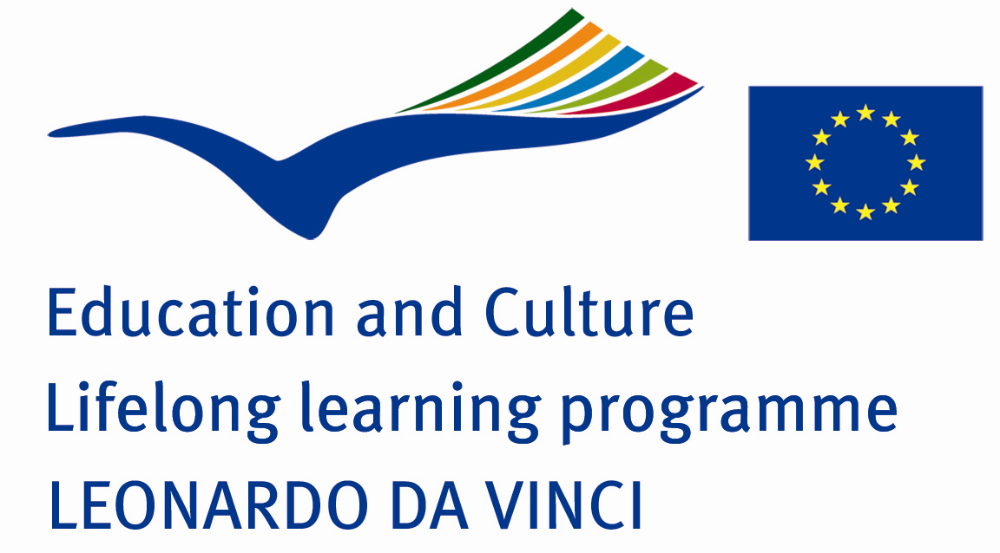 Education and Culture
Lifelong learning programme
LEONARDO DA VINCI